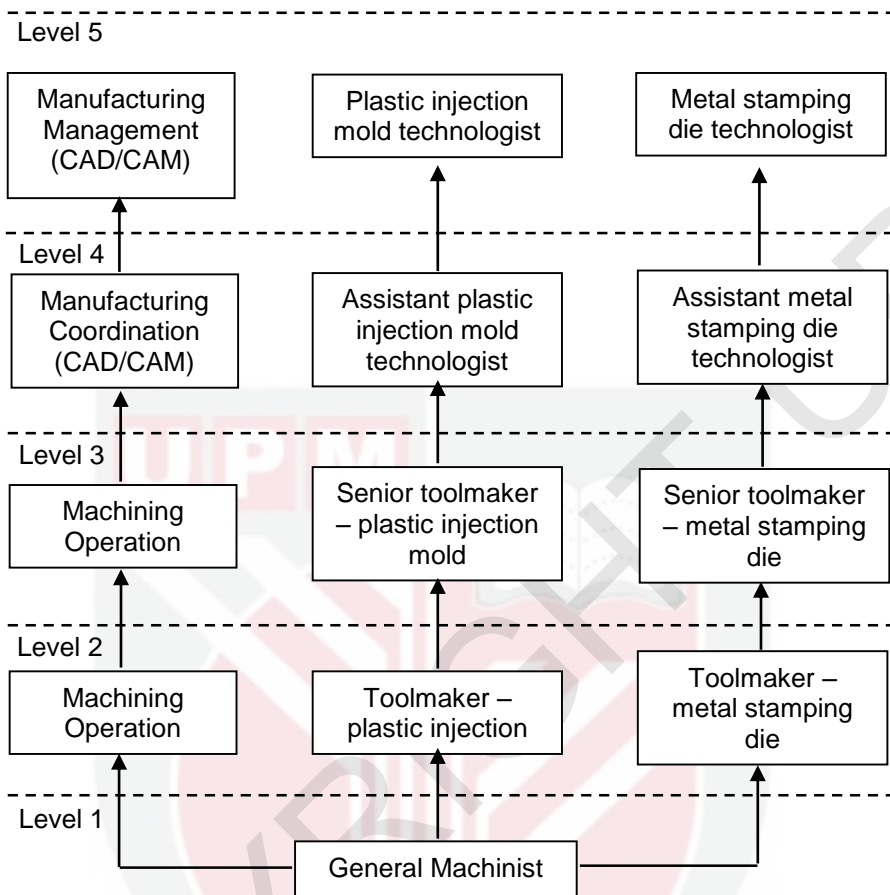 Level 5
Manufacturing
Management
(CAD/CAM)
Plastic injection
mold technologist
Metal stamping
die technologist
Level 4
Manufacturing
Coordination
(CAD/CAM)
Assistant plastic
injection mold
technologist
Assistant metal
stamping die
technologist
Level 3
Machining
Operation
Senior toolmaker
– plastic injection
mold
Senior toolmaker
– metal stamping
die
Level 2
Machining
Operation
Toolmaker –
plastic injection
Toolmaker –
metal stamping
die
Level 1
General Machinist
UPM